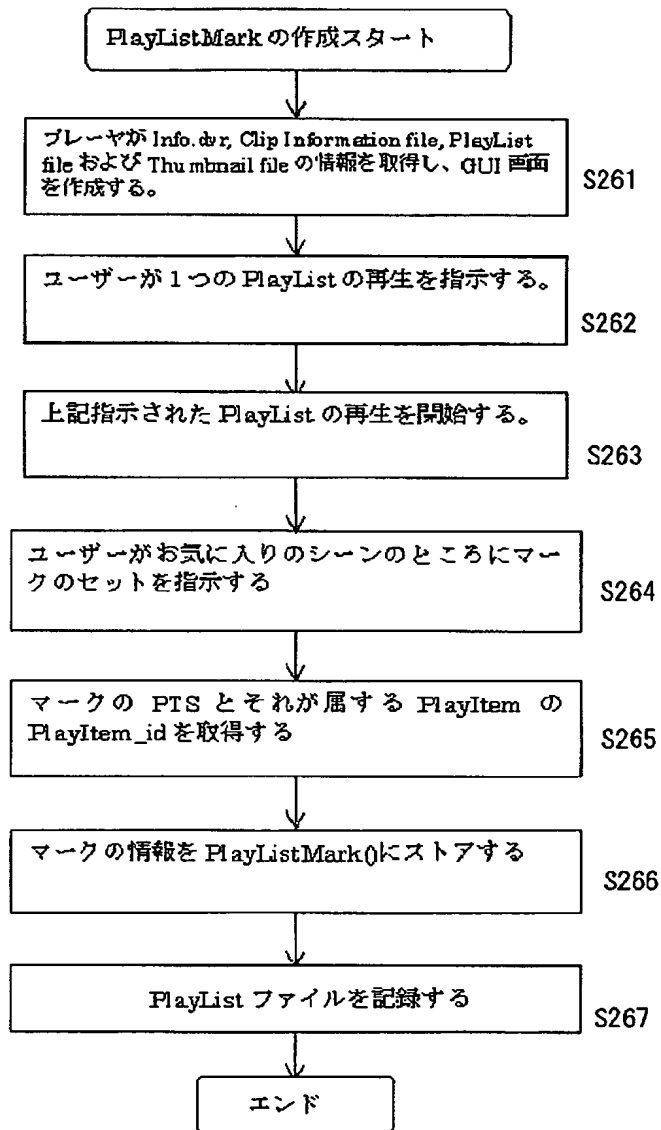 PlayListMark の作成スタート
プレーヤが Info.dvr, Clip Information file, PlayList
file および Thumbnail file の情報を取得し、GUI 画面
を作成する。
S261
ユーザーが1つの PlayList の再生を指示する。
S262
上記指示された PlayList の再生を開始する。
S263
ユーザーがお気に入りのシーンのところにマー
クのセットを指示する
S264
マークの PTS とそれが属する PlayItem の
PlayItem_id を取得する
S265
マークの情報を PlayListMark()にストアする
S266
PlayList ファイルを記録する
S267
エンド